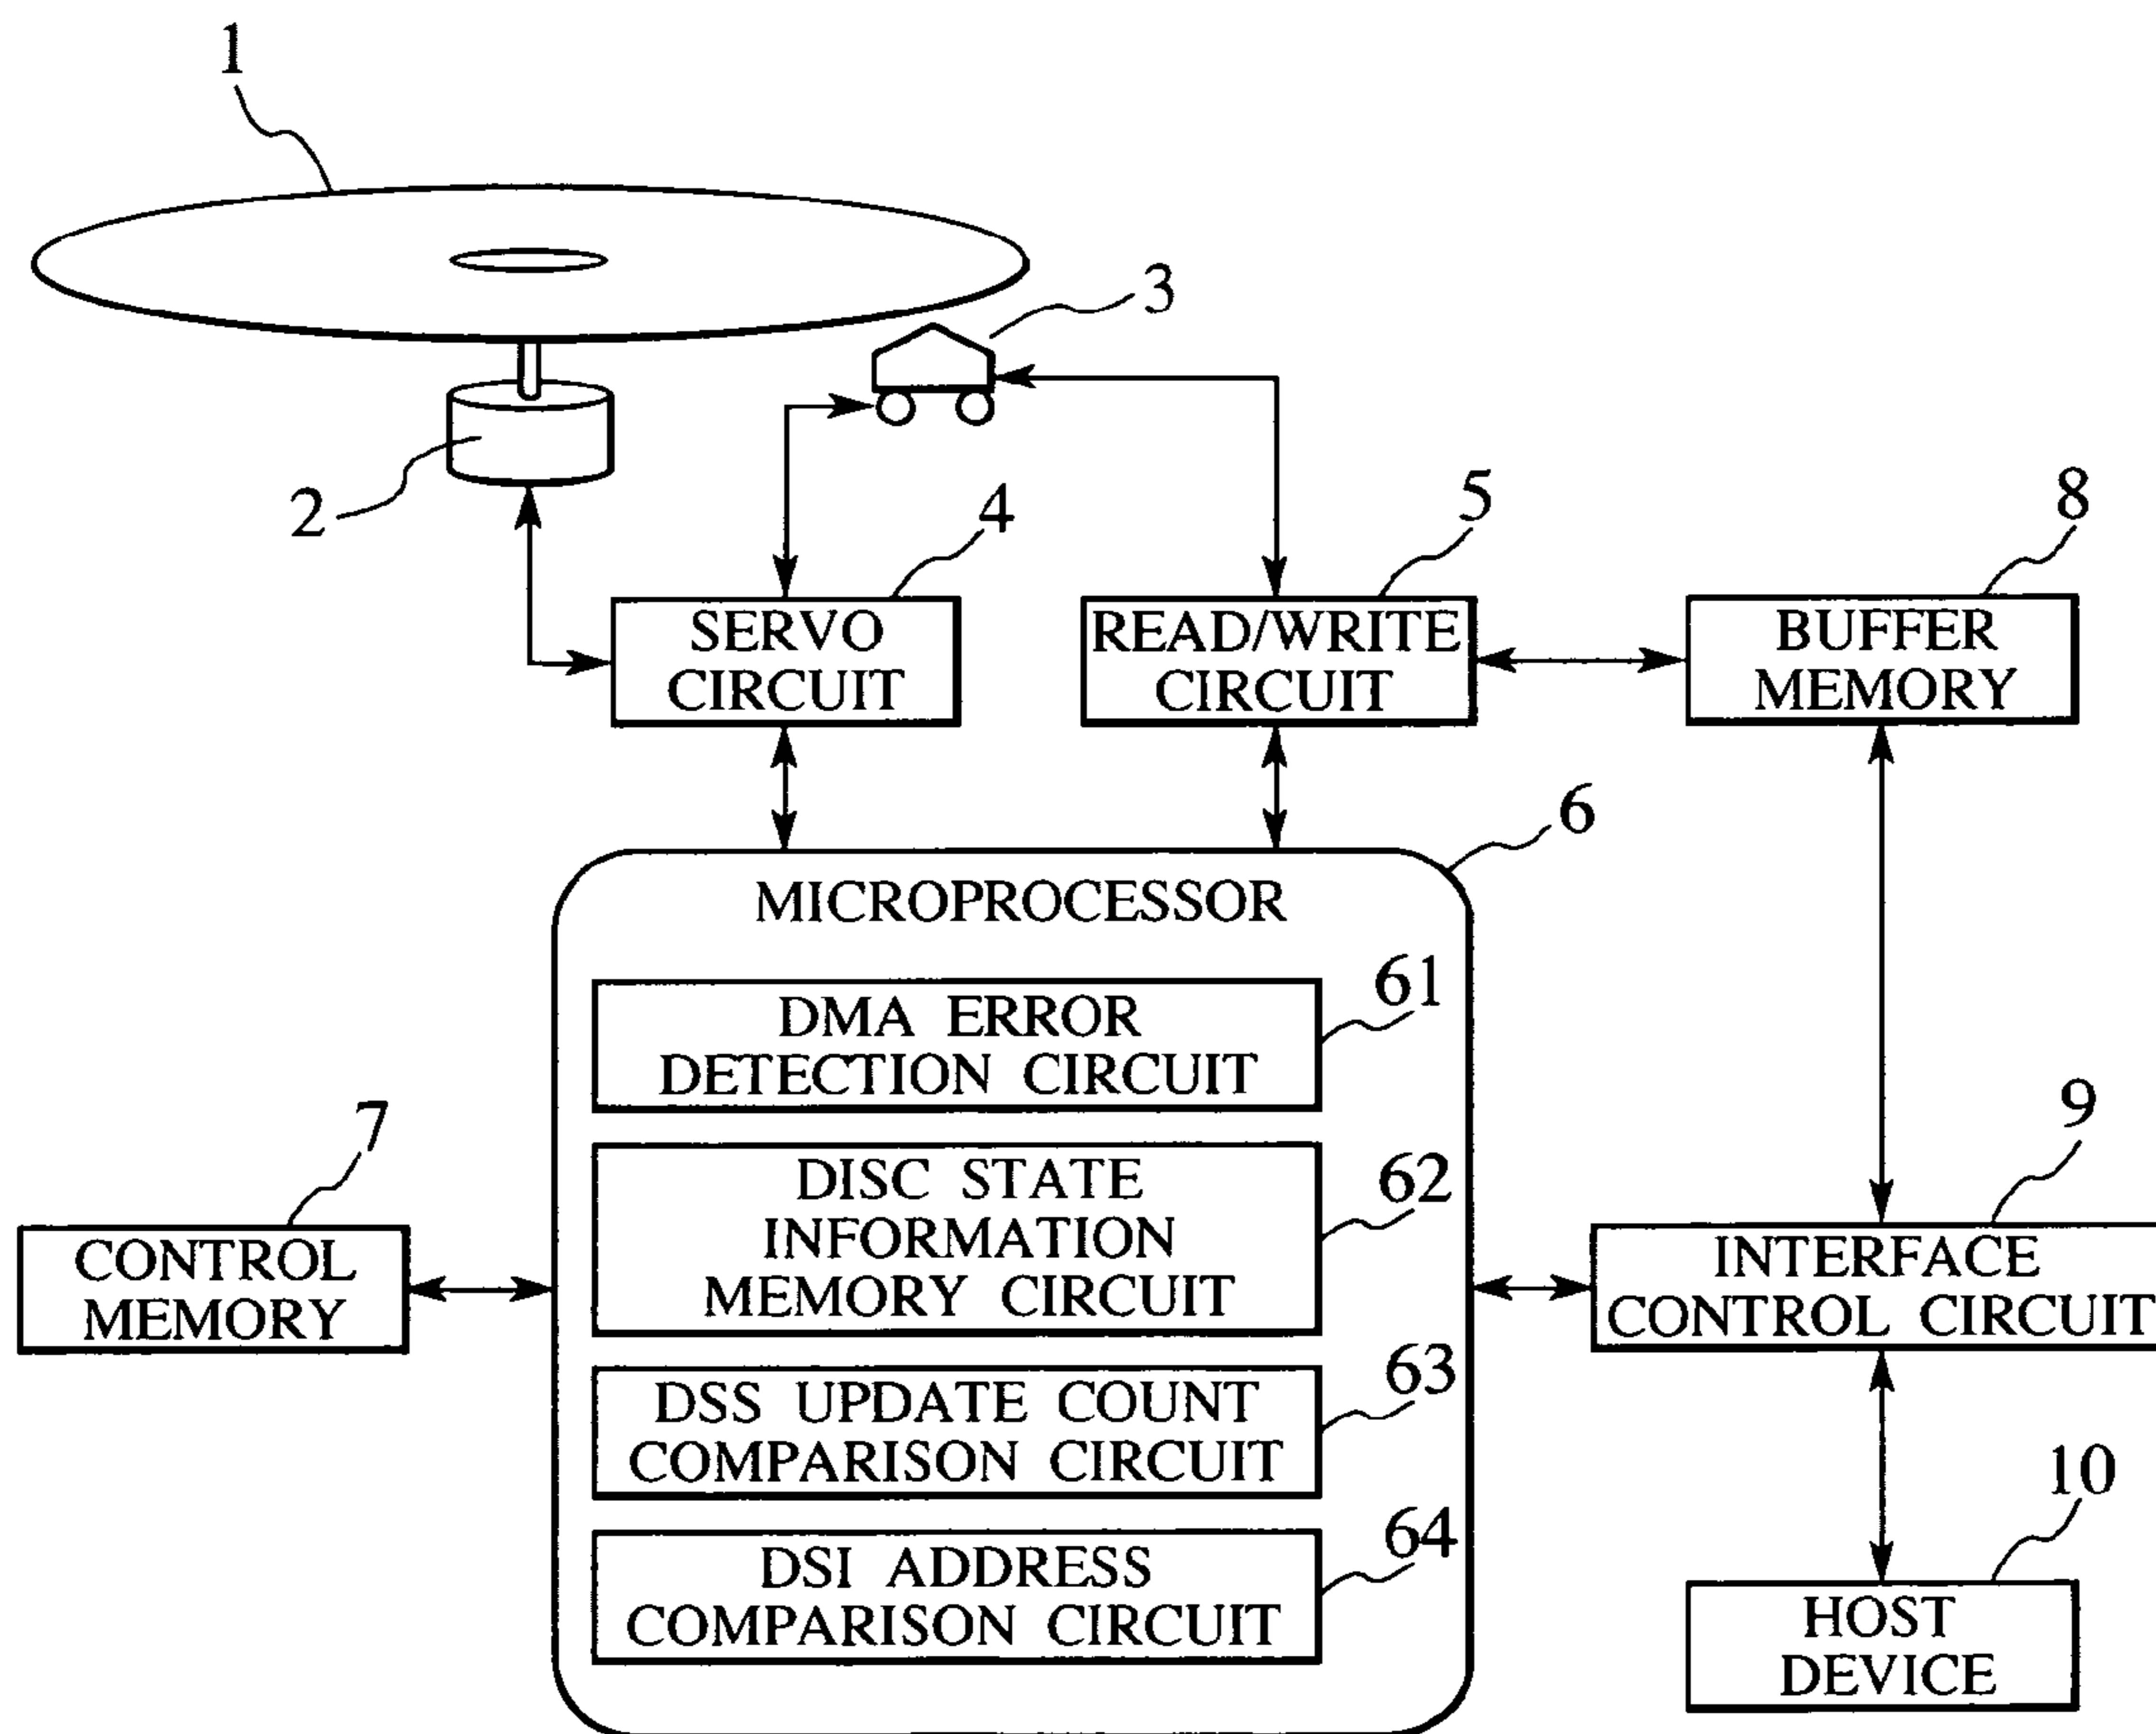 1
3
2
4
5
8
SERVO
CIRCUIT
READ/WRITE
CIRCUIT
BUFFER
MEMORY
6
MICROPROCESSOR
61
DMA ERROR
DETECTION CIRCUIT
62
DISC STATE
INFORMATION
MEMORY CIRCUIT
63
DSS UPDATE COUNT
COMPARISON CIRCUIT
64
DSI ADDRESS
COMPARISON CIRCUIT
7
CONTROL
MEMORY
9
INTERFACE
CONTROL CIRCUIT
10
HOST
DEVICE